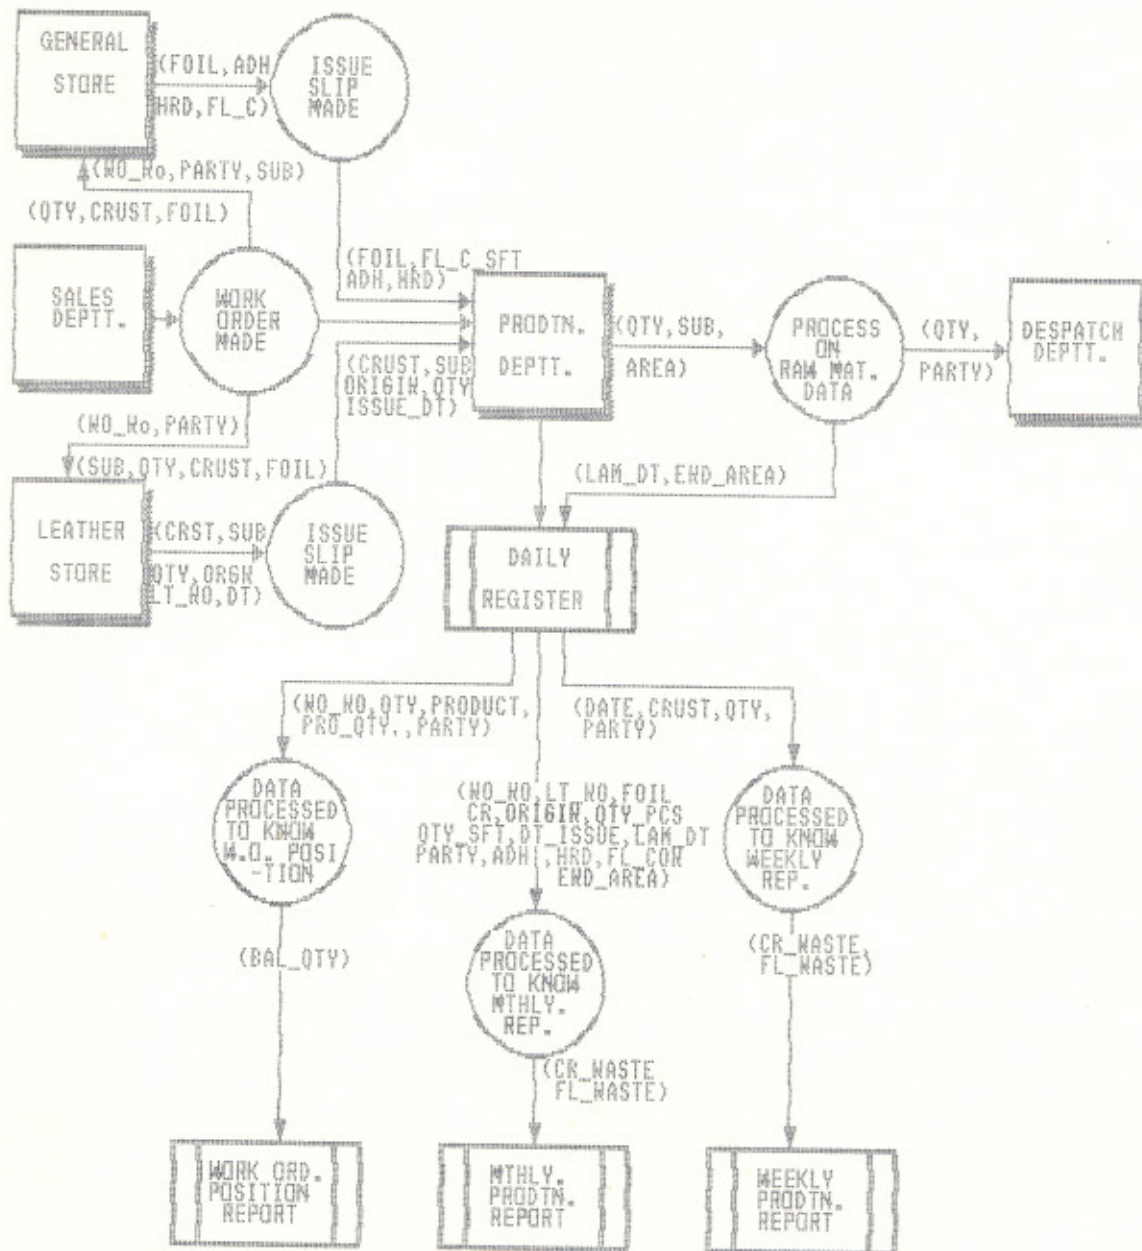 GENERAL
STORE
(FOIL,ADH
HRD,FL_C)
ISSUE
SLIP
MADE
(WO_No,PARTY,SUB)
(QTY,CRUST,FOIL)
SALES
DEPTT.
WORK
ORDER
MADE
(FOIL,FL_C_SFT
ADH,HRD)
PRODTN.
DEPTT.
(QTY,SUB,
AREA)
PROCESS
ON
RAW MAT.
DATA
(QTY,
PARTY)
DESPATCH
DEPTT.
(CRUST,SUB
ORIGIN,QTY
ISSUE_DT)
(WO_No,PARTY)
(SUB,QTY,CRUST,FOIL)
LEATHER
STORE
(CRST,SUB
QTY,ORGN
LT_NO,DT)
ISSUE
SLIP
MADE
(LAM_DT,END_AREA)
DAILY
REGISTER
(WO_NO,QTY,PRODUCT,
PRO_QTY.,PARTY)
(DATE,CRUST,QTY,
PARTY)
DATA
PROCESSED
TO KNOW
W.O. POSI
-TION
(WO_NO,LT_NO,FOIL
CR,ORIGIN,QTY_PCS
QTY_SFT,DT_ISSUE,LAM_DT
PARTY,ADH,HRD,FL_CON
END_AREA)
DATA
PROCESSED
TO KNOW
WEEKLY
REP.
(BAL_QTY)
DATA
PROCESSED
TO KNOW
MTHLY.
REP.
(CR_WASTE,
FL_WASTE)
(CR_WASTE
FL_WASTE)
WORK ORD.
POSITION
REPORT
MTHLY.
PRODTN.
REPORT
WEEKLY
PRODTN.
REPORT